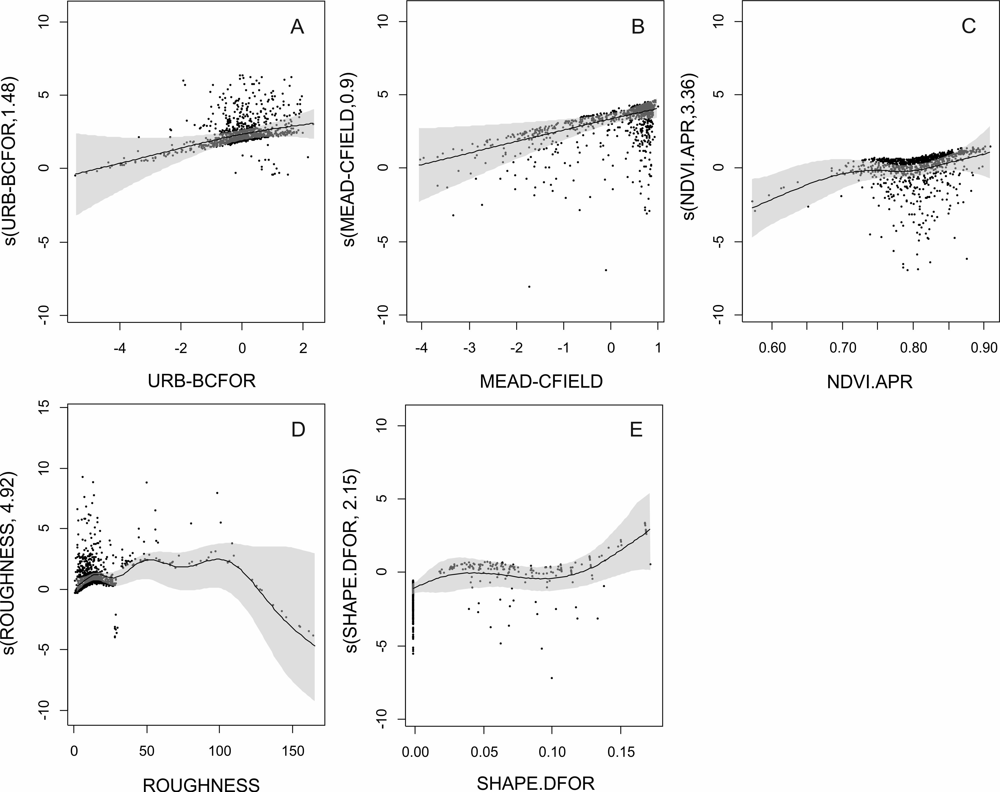 A
s(URB-BCFOR,1.48)
10
5
0
-5
-10
-4 -2 0 2
URB-BCFOR
B
s(MEAD-CFIELD,0.9)
10
5
0
-5
-10
-4 -3 -2 -1 0 1
MEAD-CFIELD
C
s(NDVI.APR,3.36)
10
5
0
-5
-10
0.60 0.70 0.80 0.90
NDVI.APR
D
s(ROUGHNESS, 4.92)
15
10
5
0
-5
-10
0 50 100 150
ROUGHNESS
E
s(SHAPE.DFOR, 2.15)
10
5
0
-5
-10
0.00 0.05 0.10 0.15
SHAPE.DFOR